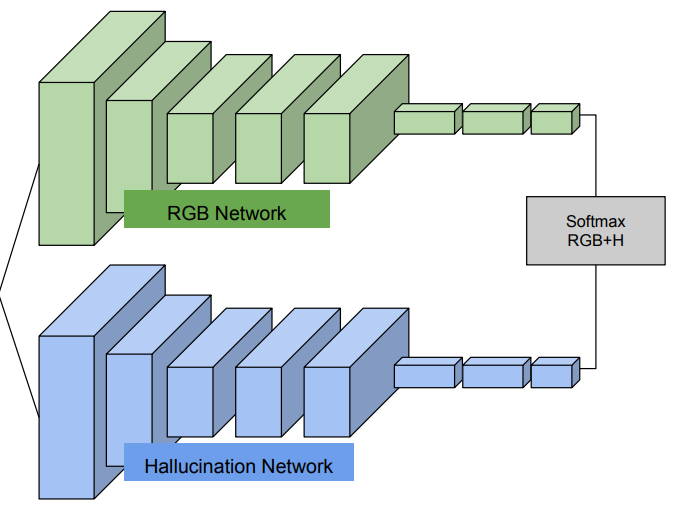 RGB Network
Softmax
RGB+H
Hallucination Network